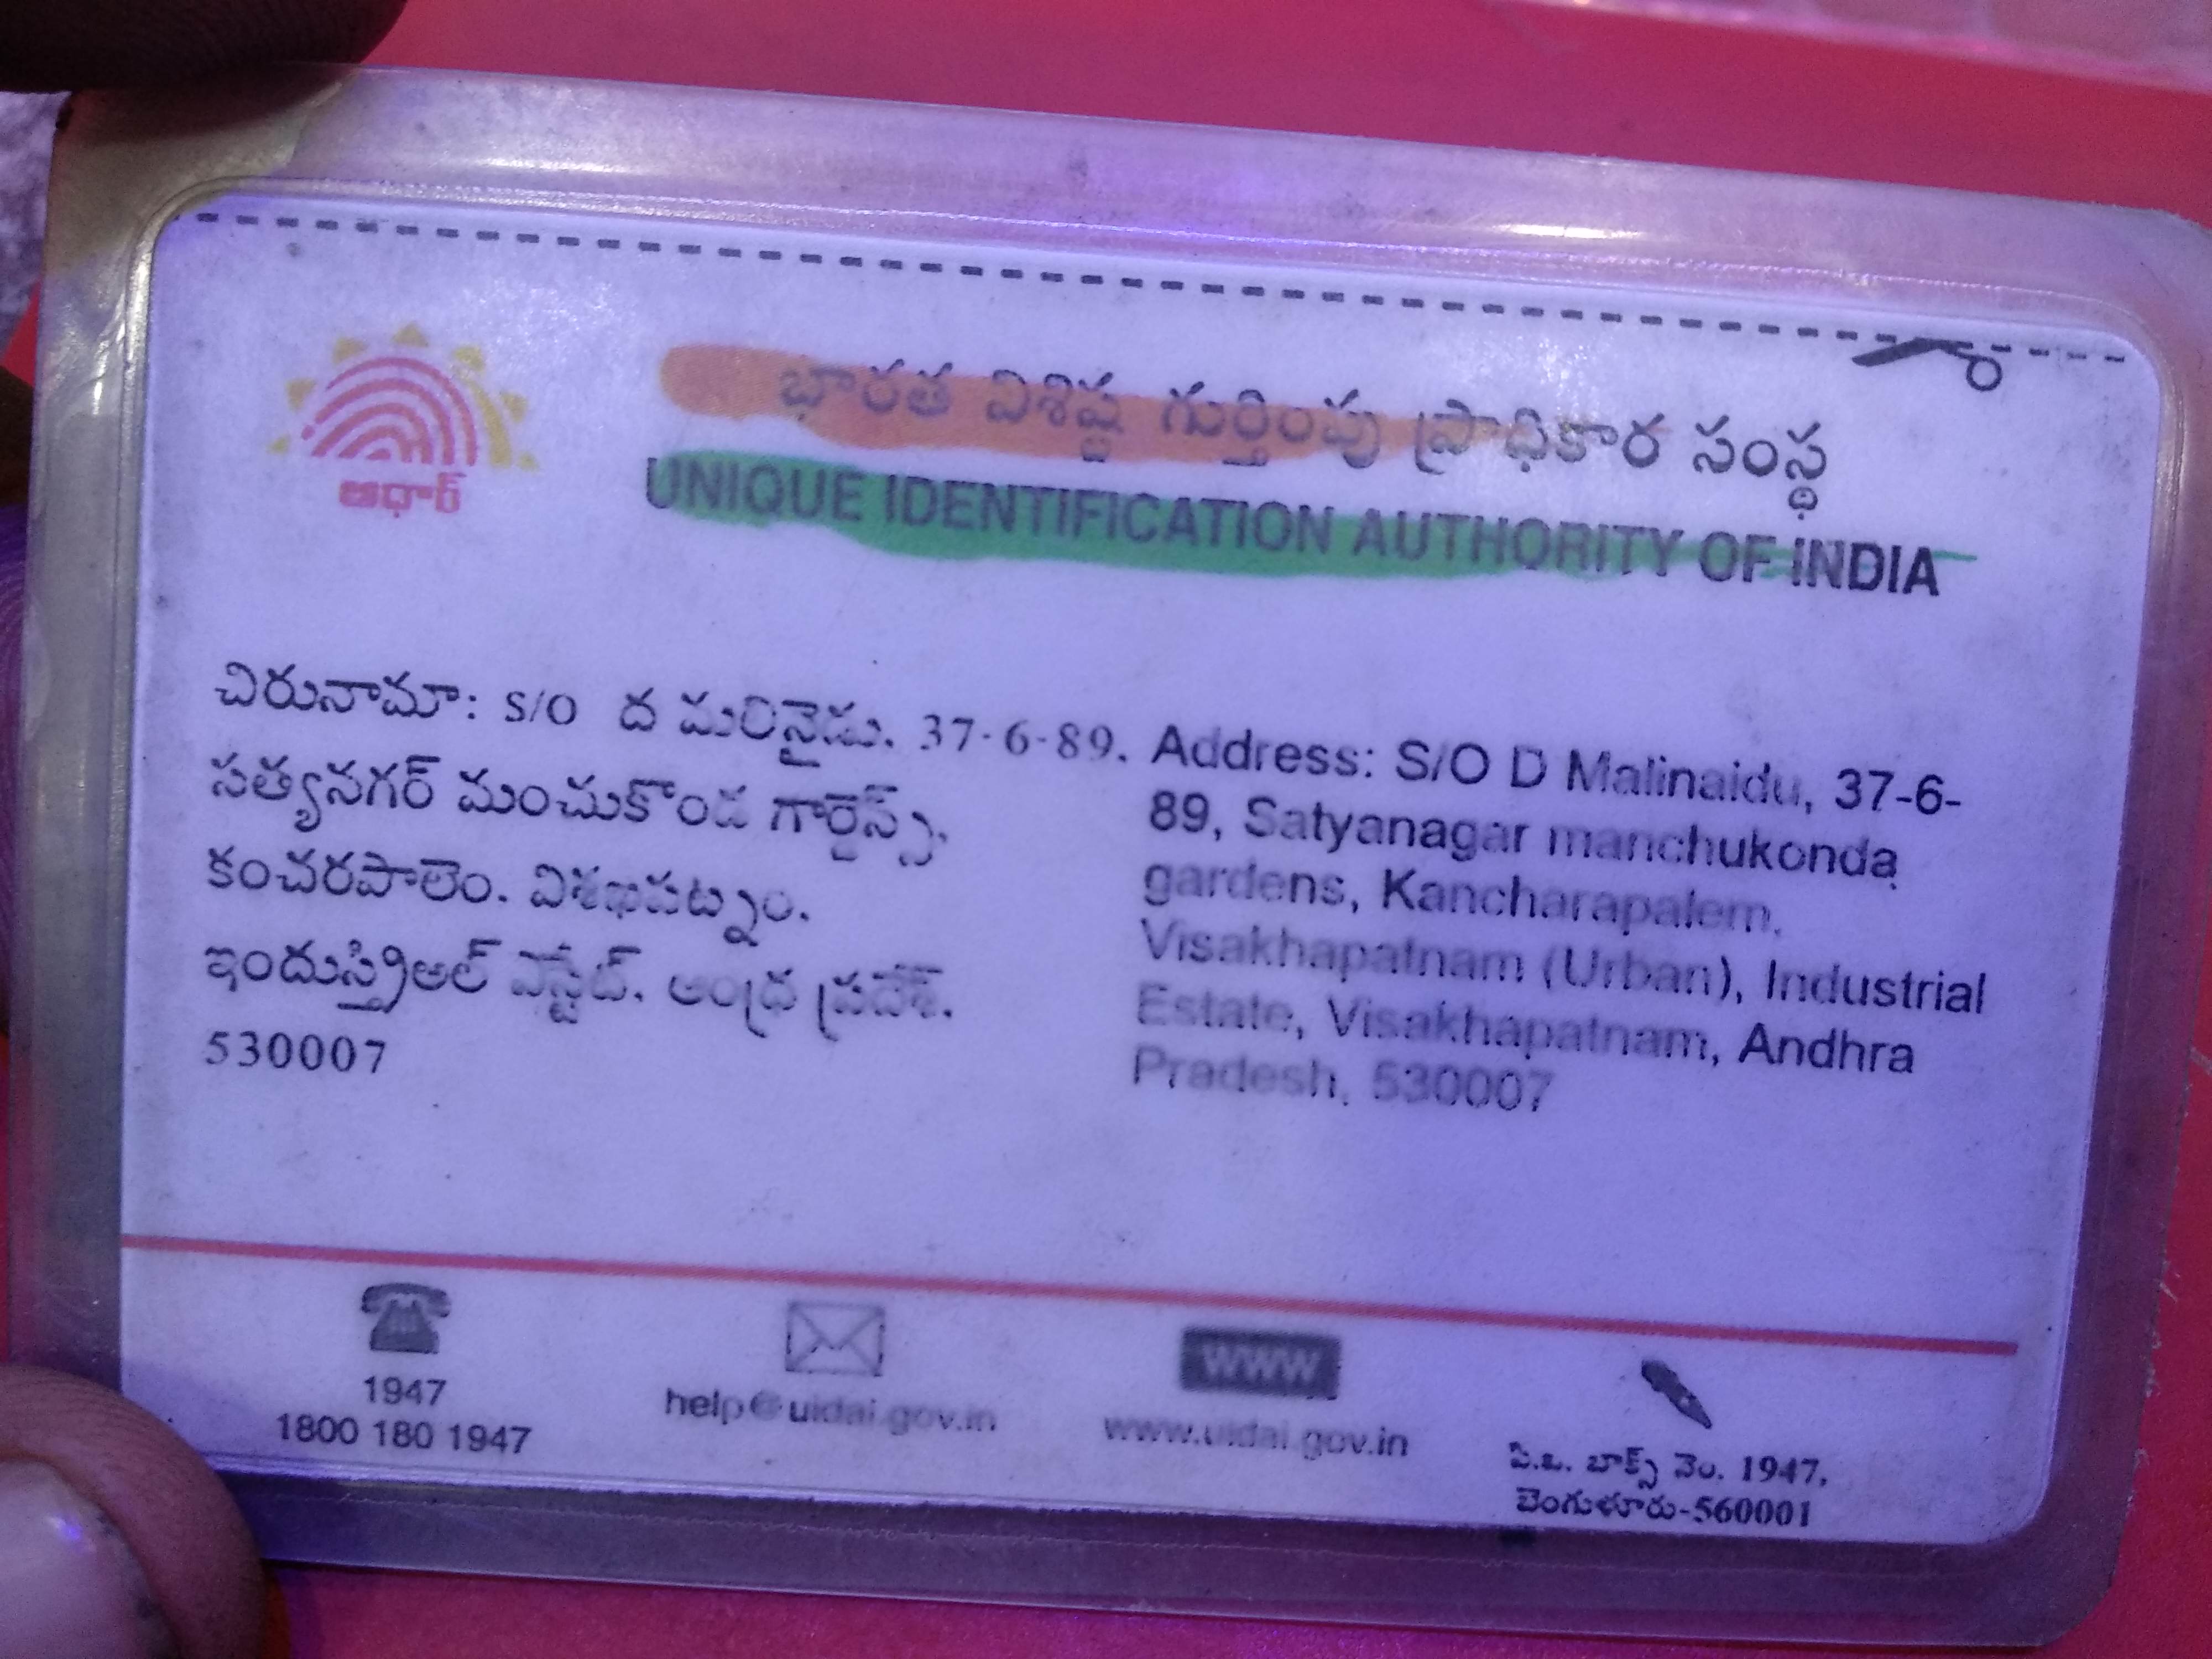 భారత విశిష్ట గుర్తింపు ప్రాధికార సంస్థ
UNIQUE IDENTIFICATION AUTHORITY OF INDIA
ఆధార్
చిరునామా: S/O ద మలినైడు, 37-6-89,
సత్యనగర్ మంచుకొండ గార్డెన్స్,
కంచరపాలెం, విశఖపట్నం,
ఇందుస్త్రిఅల్ ఎస్టేట్, ఆంధ్ర ప్రదేశ్,
530007
Address: S/O D Malinaidu, 37-6-
89, Satyanagar manchukonda
gardens, Kancharapalem,
Visakhapatnam (Urban), Industrial
Estate, Visakhapatnam, Andhra
Pradesh, 530007
1947
1800 180 1947
help@uidai.gov.in
www
www.uidai.gov.in
పి.ఒ. బాక్స్ నెం. 1947,
బెంగుళూరు-560001